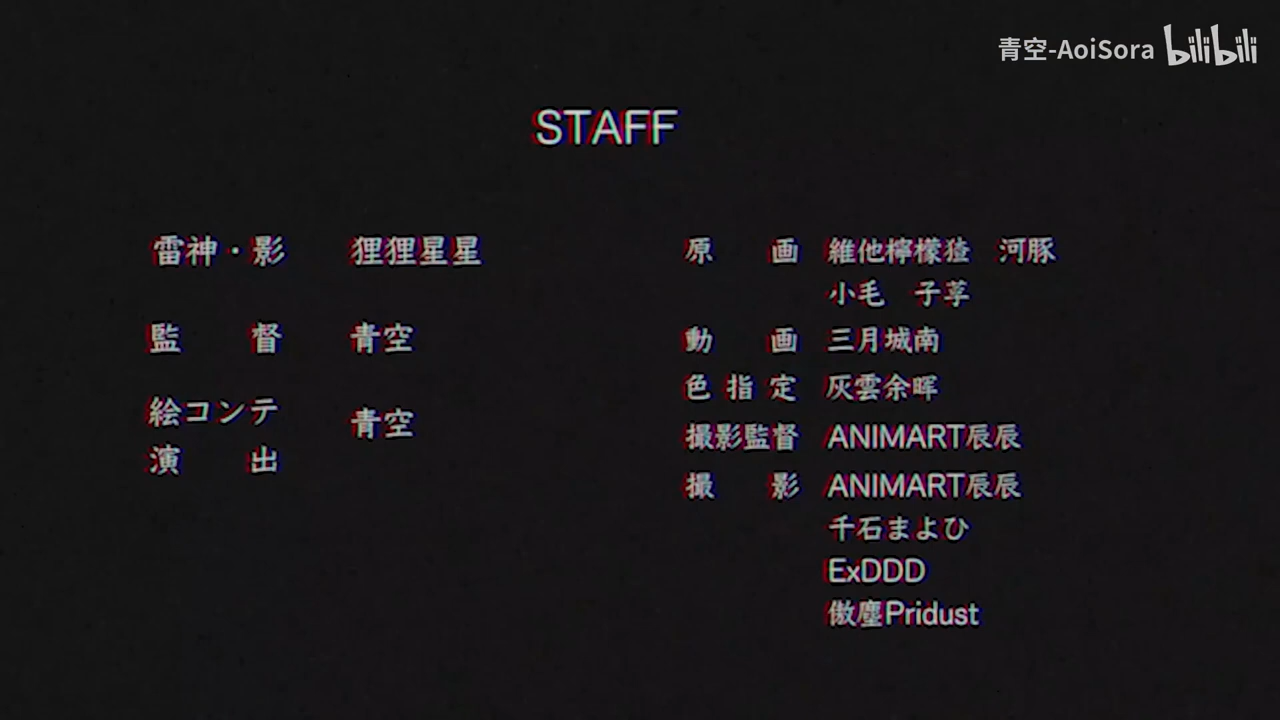 青空-AoiSora bilibili
STAFF
雷神・影 狸狸星星
監督 青空
絵コンテ 青空
演出
原画 維他檸檬猹 河豚
小毛 子莩
動画 三月城南
色指定 灰雲余晖
撮影監督 ANIMART辰辰
撮影 ANIMART辰辰
千石まよひ
ExDDD
傲塵Pridust